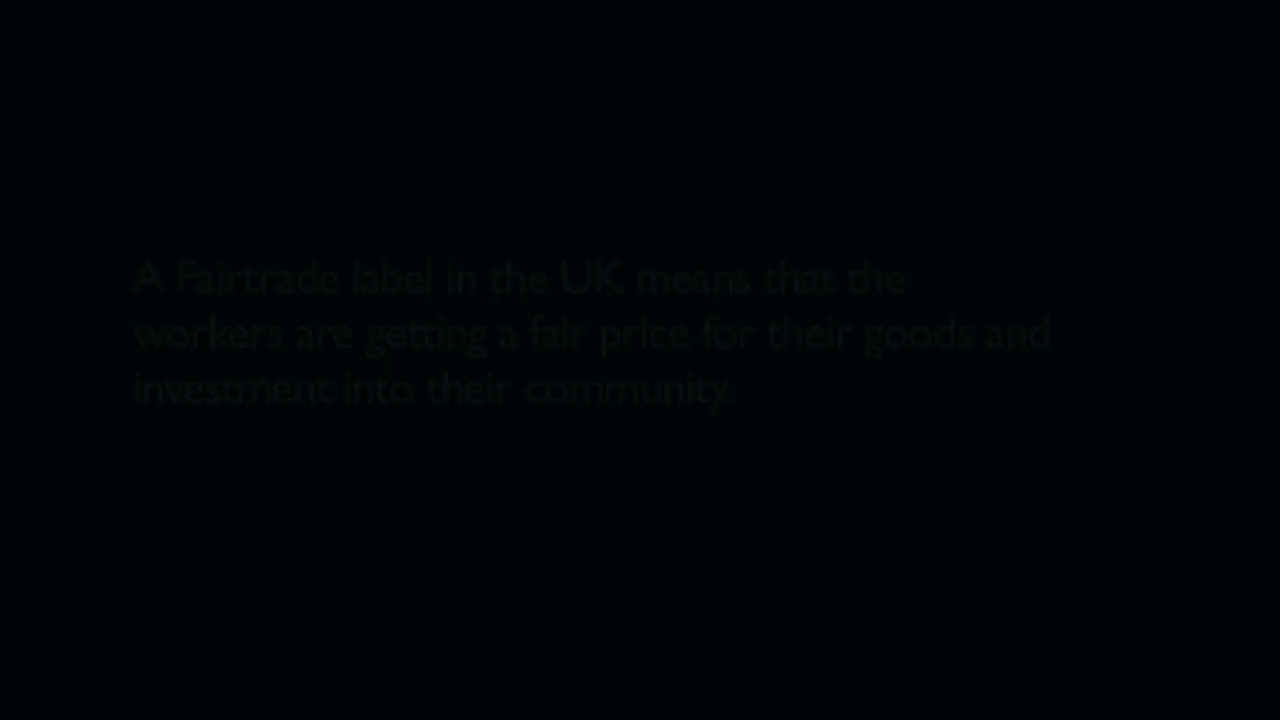 A Fairtrade label in the UK means that the
workers are getting a fair price for their goods and
investment into their community.